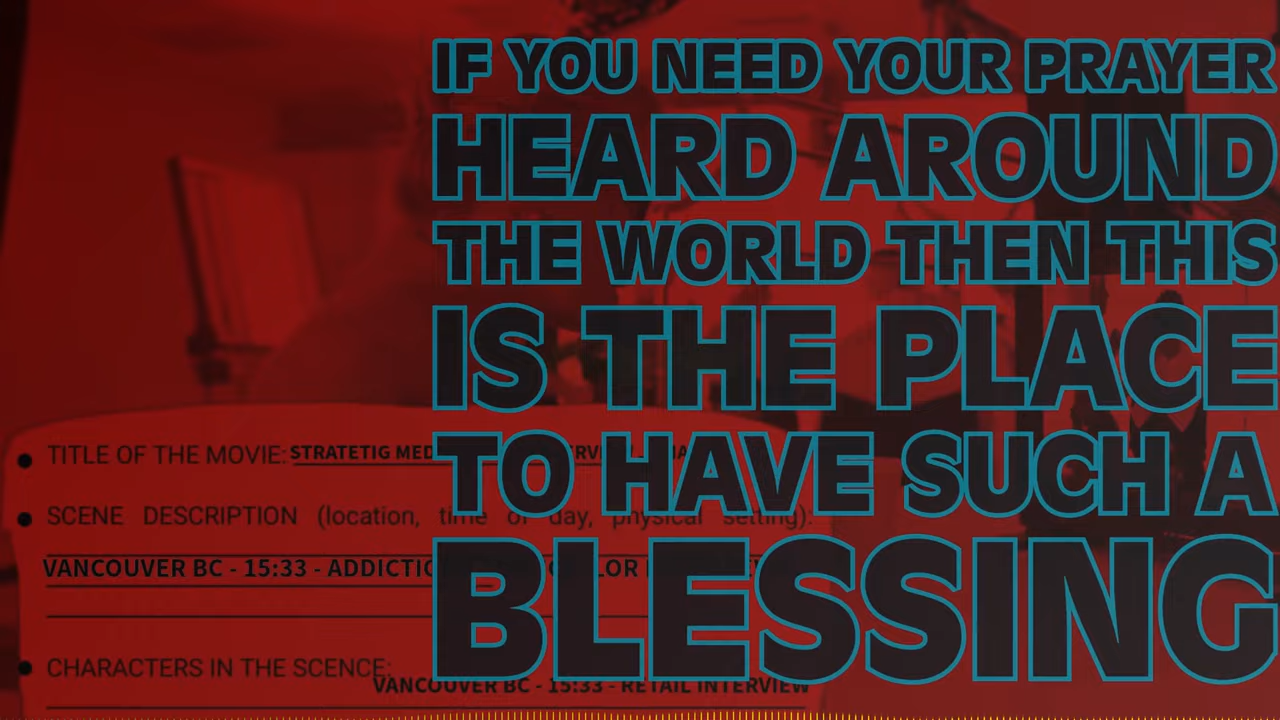 IF YOU NEED YOUR PRAYER
HEARD AROUND
THE WORLD THEN THIS
IS THE PLACE
TO HAVE SUCH A
BLESSING
TITLE OF THE MOVIE: STRATETIG MED
SCENE DESCRIPTION (location, time of day, physical setting):
VANCOUVER BC - 15:33 - ADDICTIO
CHARACTERS IN THE SCENCE:
VANCOUVER BC - 15:33 - RETAIL INTERVIEW